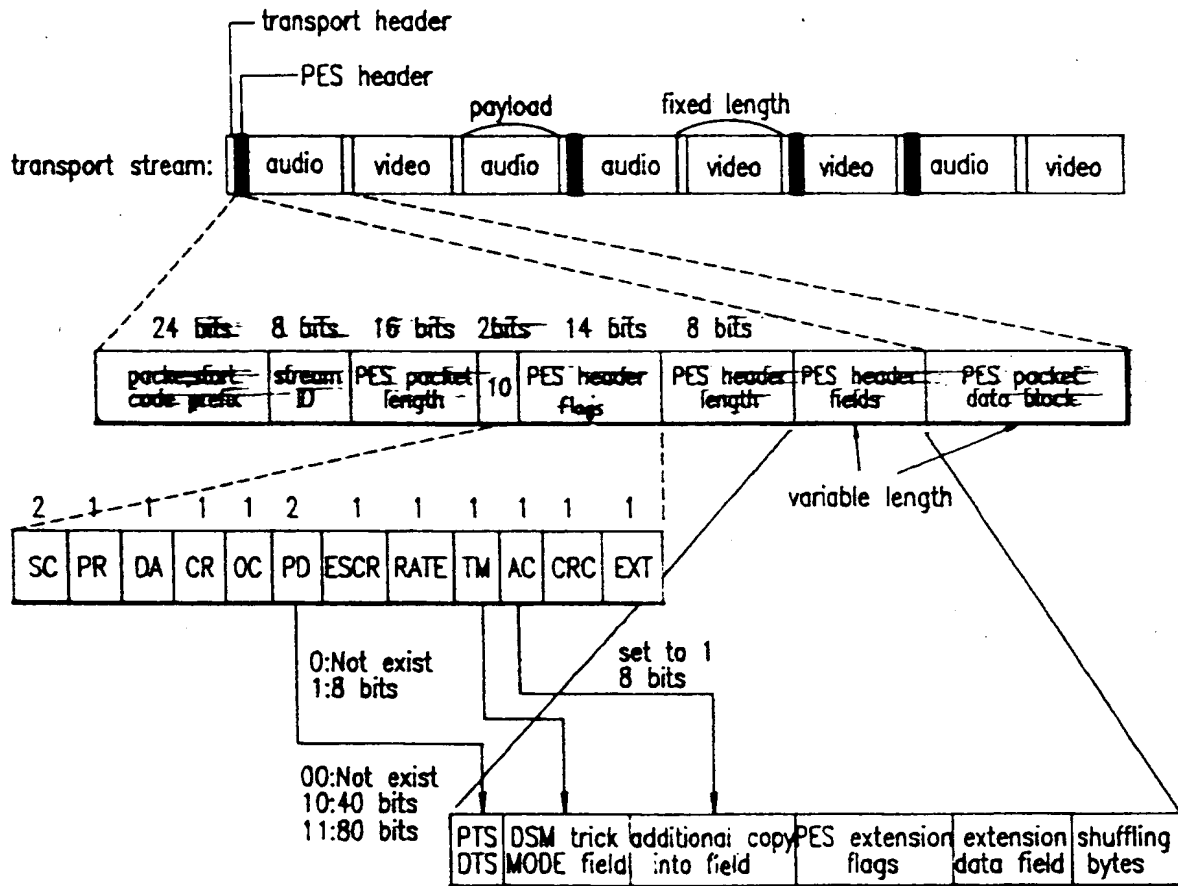 transport header
PES header
payload
fixed length
transport stream:
audio video audio audio video video audio video
24 bits 8 bits 16 bits 2bits 14 bits 8 bits
packesfart code prefix
stream ID
PES packet length
10
PES header flags
PES header length
PES header fields
PES packet data block
variable length
2 1 1 1 1 2 1 1 1 1 1 1
SC PR DA CR OC PD ESCR RATE TM AC CRC EXT
0:Not exist
1:8 bits
set to 1
8 bits
00:Not exist
10:40 bits
11:80 bits
PTS DTS
DSM trick MODE field
additional copy into field
PES extension flags
extension data field
shuffling bytes